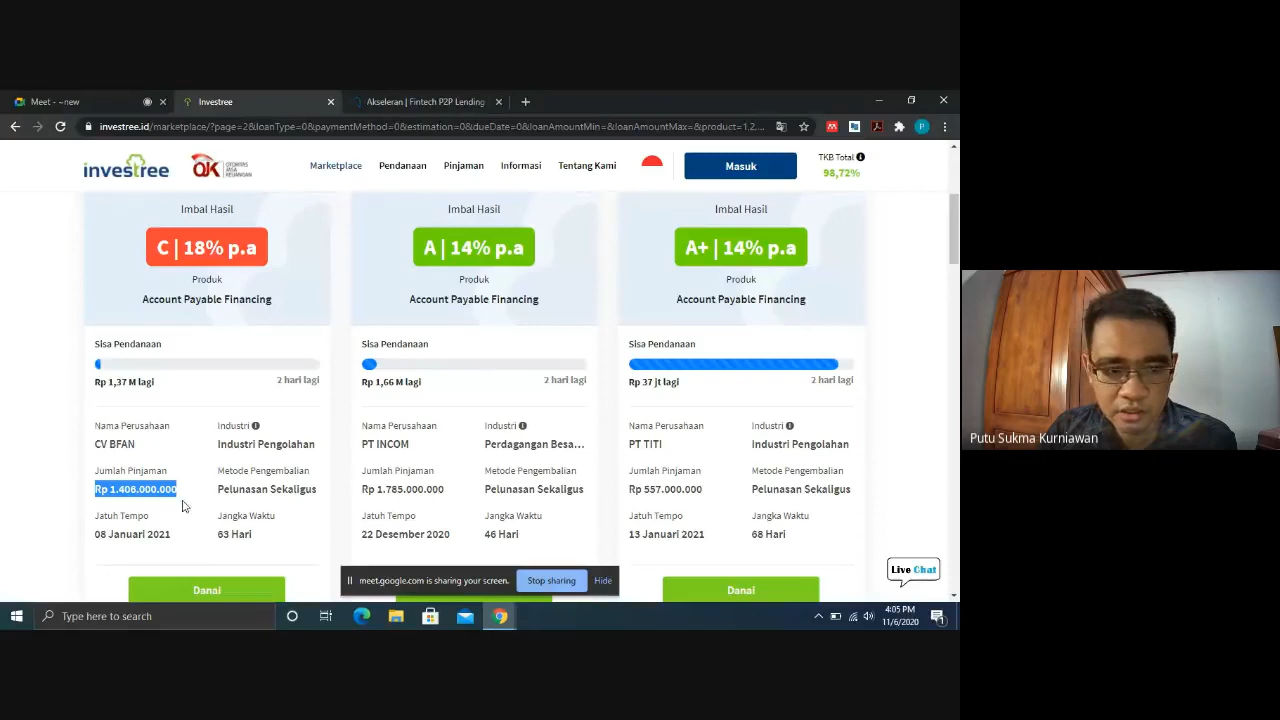 Meet - ~new
Investree
Akseleran | Fintech P2P Lending
investree.id/marketplace/?page=2&loanType=0&paymentMethod=0&estimation=0&dueDate=0&loanAmountMin=&loanAmountMax=&product=1,2....
P
investree
OJK OTORITAS JASA KEUANGAN
Marketplace
Pendanaan
Pinjaman
Informasi
Tentang Kami
Masuk
TKB Total
98,72%
Imbal Hasil
C | 18% p.a
Produk
Account Payable Financing
Sisa Pendanaan
Rp 1,37 M lagi
2 hari lagi
Nama Perusahaan
Industri
CV BFAN
Industri Pengolahan
Jumlah Pinjaman
Metode Pengembalian
Rp 1.406.000.000
Pelunasan Sekaligus
Jatuh Tempo
Jangka Waktu
08 Januari 2021
63 Hari
Danai
Imbal Hasil
A | 14% p.a
Produk
Account Payable Financing
Sisa Pendanaan
Rp 1,66 M lagi
2 hari lagi
Nama Perusahaan
Industri
PT INCOM
Perdagangan Besa...
Jumlah Pinjaman
Metode Pengembalian
Rp 1.785.000.000
Pelunasan Sekaligus
Jatuh Tempo
Jangka Waktu
22 Desember 2020
46 Hari
Imbal Hasil
A+ | 14% p.a
Produk
Account Payable Financing
Sisa Pendanaan
Rp 37 jt lagi
2 hari lagi
Nama Perusahaan
Industri
PT TITI
Industri Pengolahan
Jumlah Pinjaman
Metode Pengembalian
Rp 557.000.000
Pelunasan Sekaligus
Jatuh Tempo
Jangka Waktu
13 Januari 2021
68 Hari
Danai
Live Chat
meet.google.com is sharing your screen.
Stop sharing
Hide
Type here to search
4:05 PM
11/6/2020
1
Putu Sukma Kurniawan